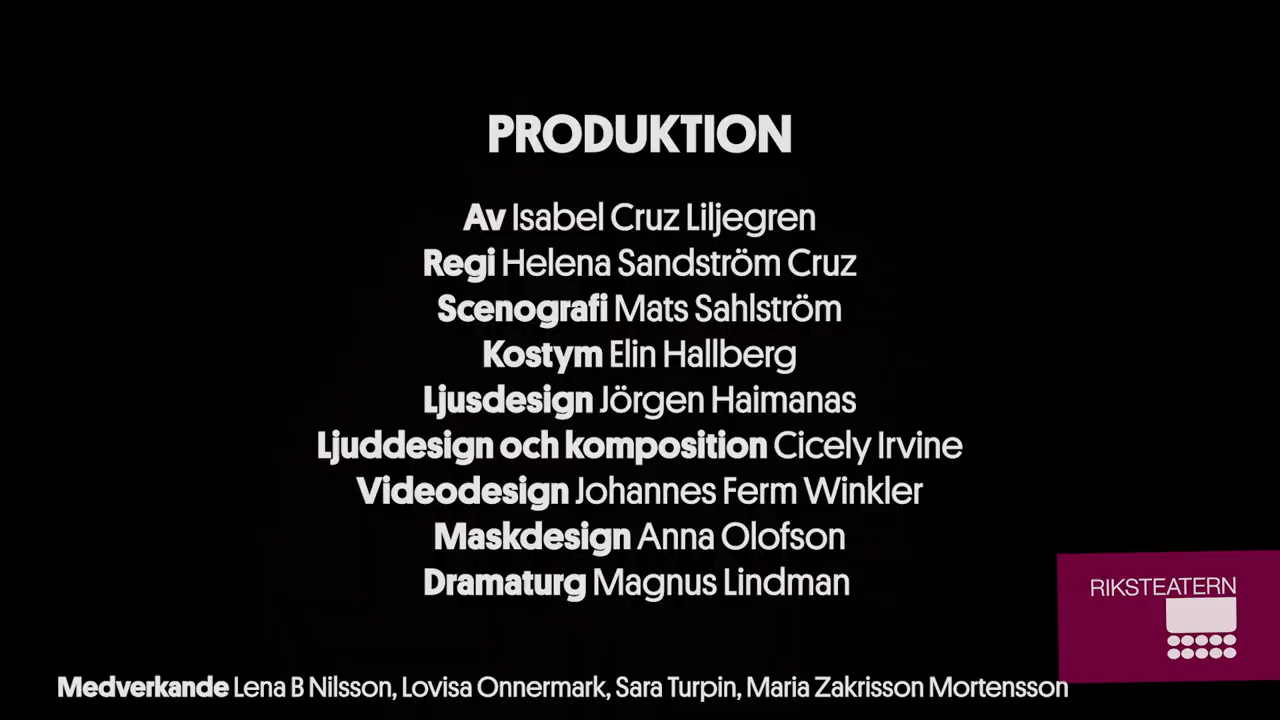 PRODUKTION
Av Isabel Cruz Liljegren
Regi Helena Sandström Cruz
Scenografi Mats Sahlström
Kostym Elin Hallberg
Ljusdesign Jörgen Haimanas
Ljuddesign och komposition Cicely Irvine
Videodesign Johannes Ferm Winkler
Maskdesign Anna Olofson
Dramaturg Magnus Lindman
RIKSTEATERN
Medverkande Lena B Nilsson, Lovisa Onnermark, Sara Turpin, Maria Zakrisson Mortensson